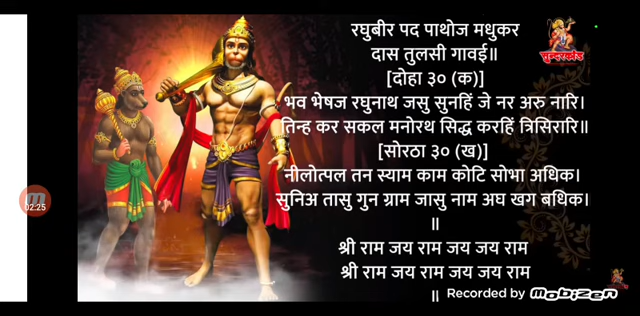 रघुबीर पद पाथोज मधुकर
दास तुलसी गावई॥
[दोहा ३० (क)]
भव भेषज रघुनाथ जसु सुनहिं जे नर अरु नारि।
तिन्ह कर सकल मनोरथ सिद्ध करहिं त्रिसिरारि॥
[सोरठा ३० (ख)]
नीलोत्पल तन स्याम काम कोटि सोभा अधिक।
सुनिअ तासु गुन ग्राम जासु नाम अघ खग बधिक।
॥
श्री राम जय राम जय जय राम
श्री राम जय राम जय जय राम
॥
सुन्दरकांड
02:25
Recorded by Mobizen